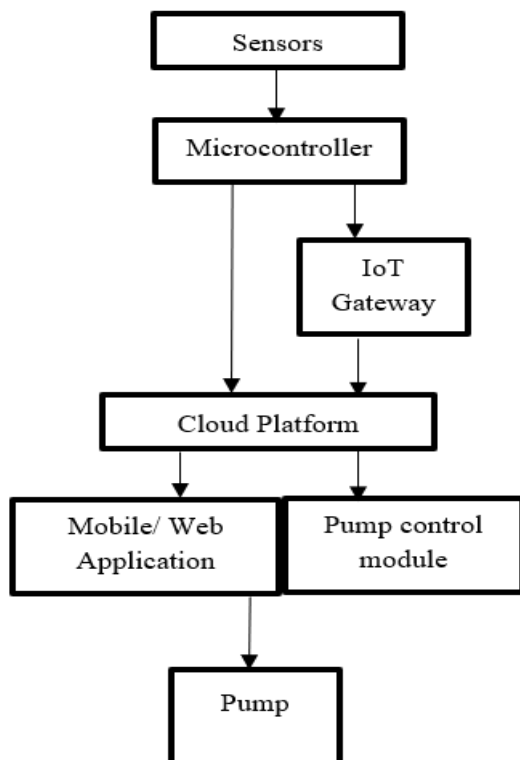 Sensors
Microcontroller
IoT
Gateway
Cloud Platform
Mobile/ Web
Application
Pump control
module
Pump